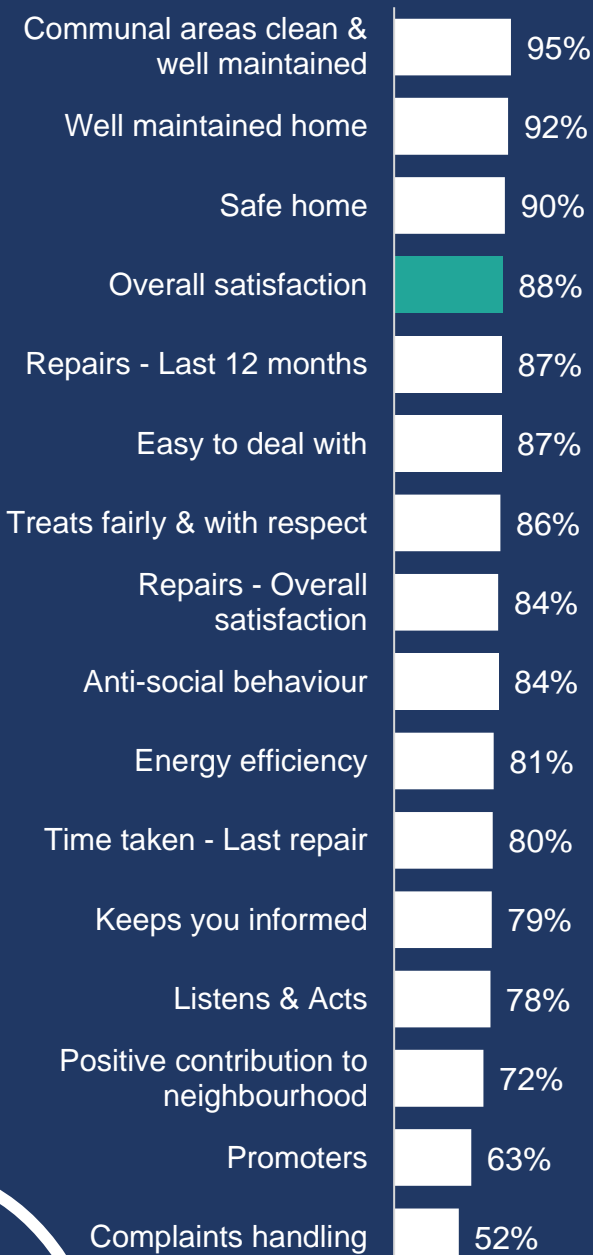 Communal areas clean &
well maintained
95%
Well maintained home
92%
Safe home
90%
Overall satisfaction
88%
Repairs - Last 12 months
87%
Easy to deal with
87%
Treats fairly & with respect
86%
Repairs - Overall
satisfaction
84%
Anti-social behaviour
84%
Energy efficiency
81%
Time taken - Last repair
80%
Keeps you informed
79%
Listens & Acts
78%
Positive contribution to
neighbourhood
72%
Promoters
63%
Complaints handling
52%